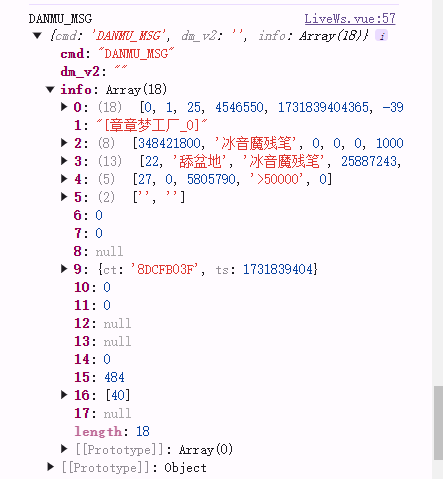 DANMU_MSG LiveWs.vue:57
{cmd: 'DANMU_MSG', dm_v2: '', info: Array(18)} i
cmd: "DANMU_MSG"
dm_v2: ""
info: Array(18)
0: (18) [0, 1, 25, 4546550, 1731839404365, -39
1: "[章章梦工厂_0]"
2: (8) [348421800, '冰音魔残笔', 0, 0, 0, 1000
3: (13) [22, '舔盆地', '冰音魔残笔', 25887243,
4: (5) [27, 0, 5805790, '>50000', 0]
5: (2) ['', '']
6: 0
7: 0
8: null
9: {ct: '8DCFB03F', ts: 1731839404}
10: 0
11: 0
12: null
13: null
14: 0
15: 484
16: [40]
17: null
length: 18
[[Prototype]]: Array(0)
[[Prototype]]: Object